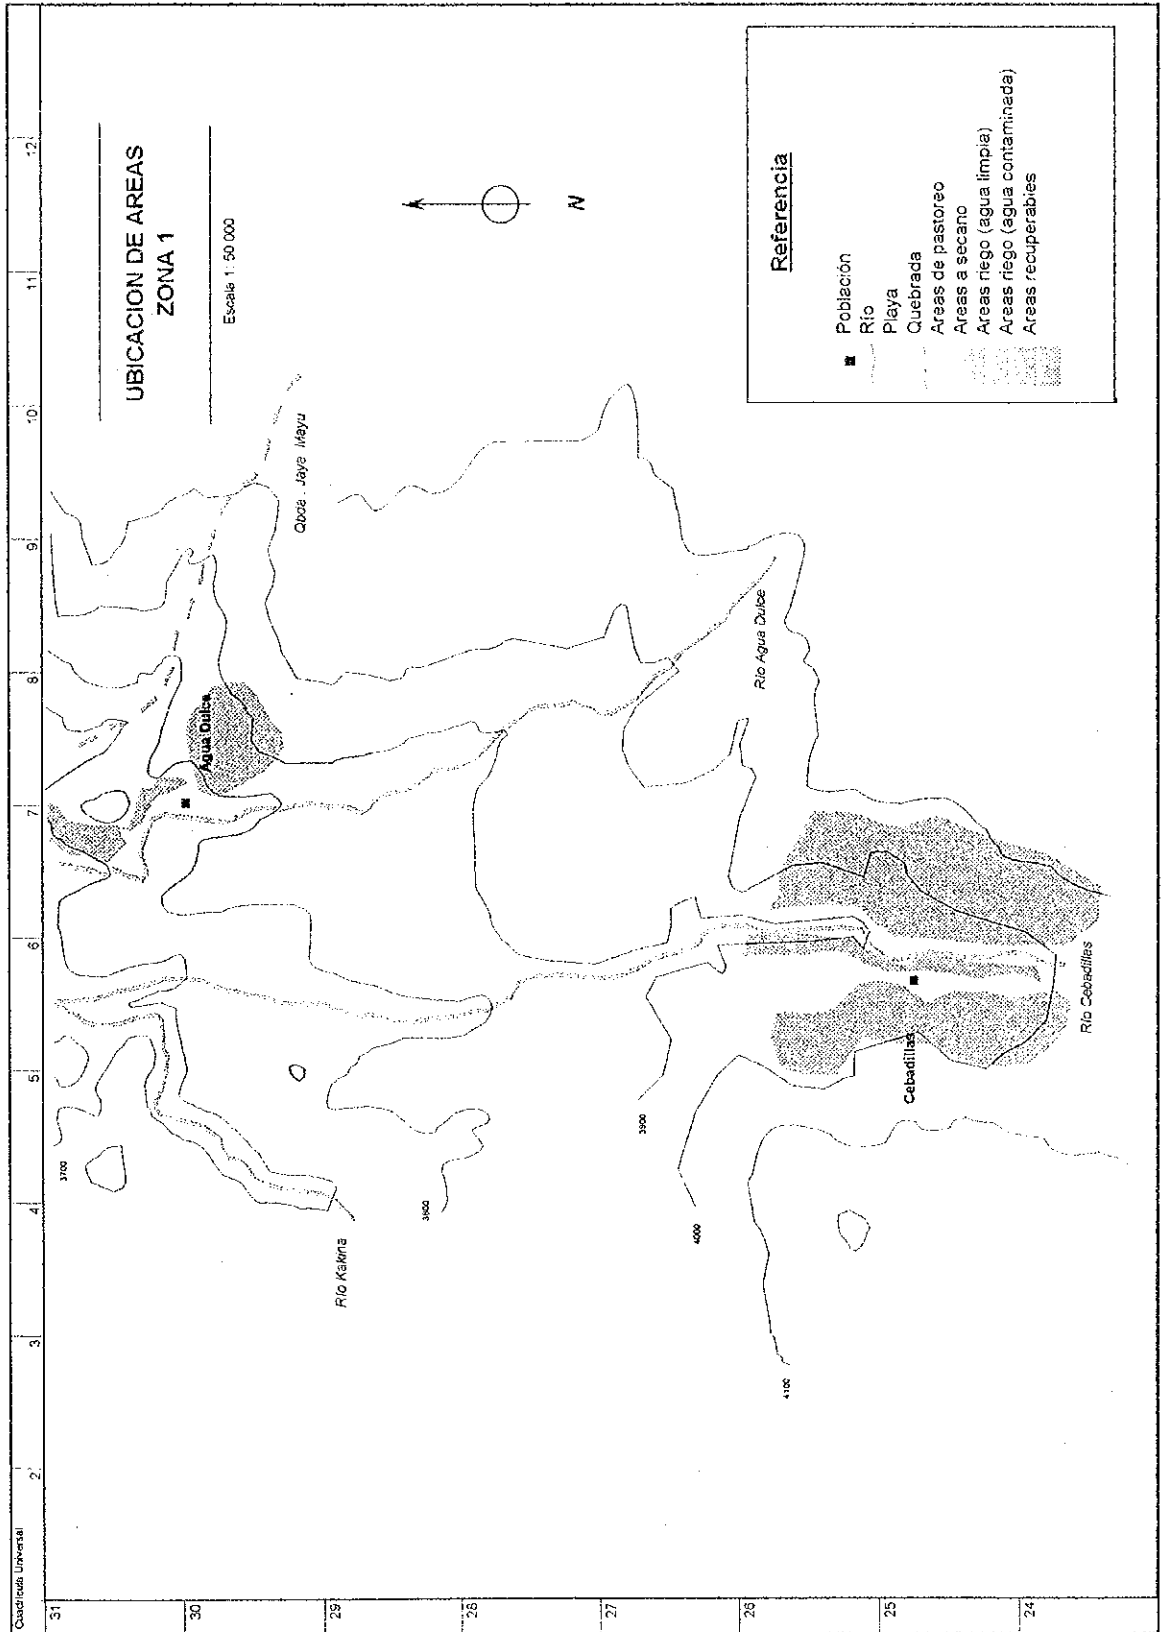 Cuadricula Universal
2
3
4
5
6
7
8
9
10
11
12
31
30
29
28
27
26
25
24
UBICACION DE AREAS
ZONA 1
Escala 1: 50 000
N
Referencia
Población
Río
Playa
Quebrada
Areas de pastoreo
Areas a secano
Areas riego (agua limpia)
Areas riego (agua contaminada)
Areas recuperables
Qbda. Jaya Mayu
Agua Dulce
Río Agua Dulce
Río Kakina
Río Cebadillas
Cebadillas
3700
3800
3900
4000
4100